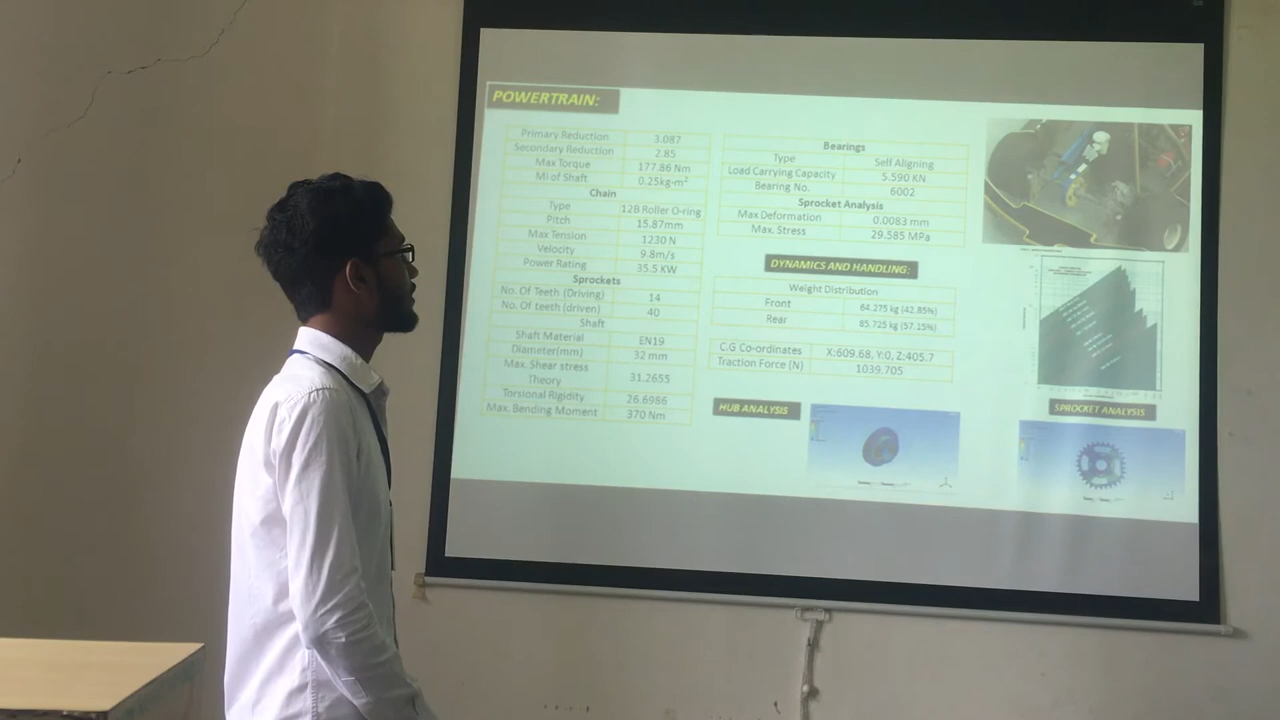 POWERTRAIN:
Primary Reduction 3.087
Secondary Reduction 2.85
Max Torque 177.86 Nm
MI of Shaft 0.25kg-m²
Chain
Type 12B Roller O-ring
Pitch 15.87mm
Max Tension 1230 N
Velocity 9.8m/s
Power Rating 35.5 KW
Sprockets
No. Of Teeth (Driving) 14
No. Of teeth (driven) 40
Shaft
Shaft Material EN19
Diameter(mm) 32 mm
Max. Shear stress
Theory 31.2655
Torsional Rigidity 26.6986
Max. Bending Moment 370 Nm
Bearings
Type Self Aligning
Load Carrying Capacity 5.590 KN
Bearing No. 6002
Sprocket Analysis
Max Deformation 0.0083 mm
Max. Stress 29.585 MPa
DYNAMICS AND HANDLING:
Weight Distribution
Front 64.275 kg (42.85%)
Rear 85.725 kg (57.15%)
C.G Co-ordinates X:609.68, Y:0, Z:405.7
Traction Force (N) 1039.705
HUB ANALYSIS
SPROCKET ANALYSIS